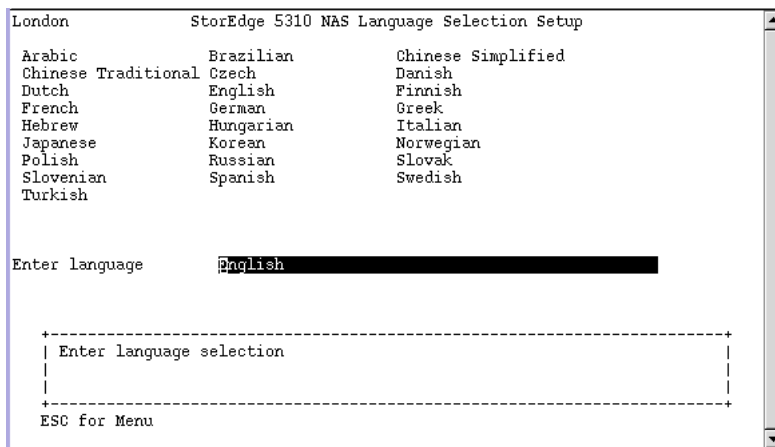 London StorEdge 5310 NAS Language Selection Setup
Arabic Brazilian Chinese Simplified
Chinese Traditional Czech Danish
Dutch English Finnish
French German Greek
Hebrew Hungarian Italian
Japanese Korean Norwegian
Polish Russian Slovak
Slovenian Spanish Swedish
Turkish
Enter language English
Enter language selection
ESC for Menu